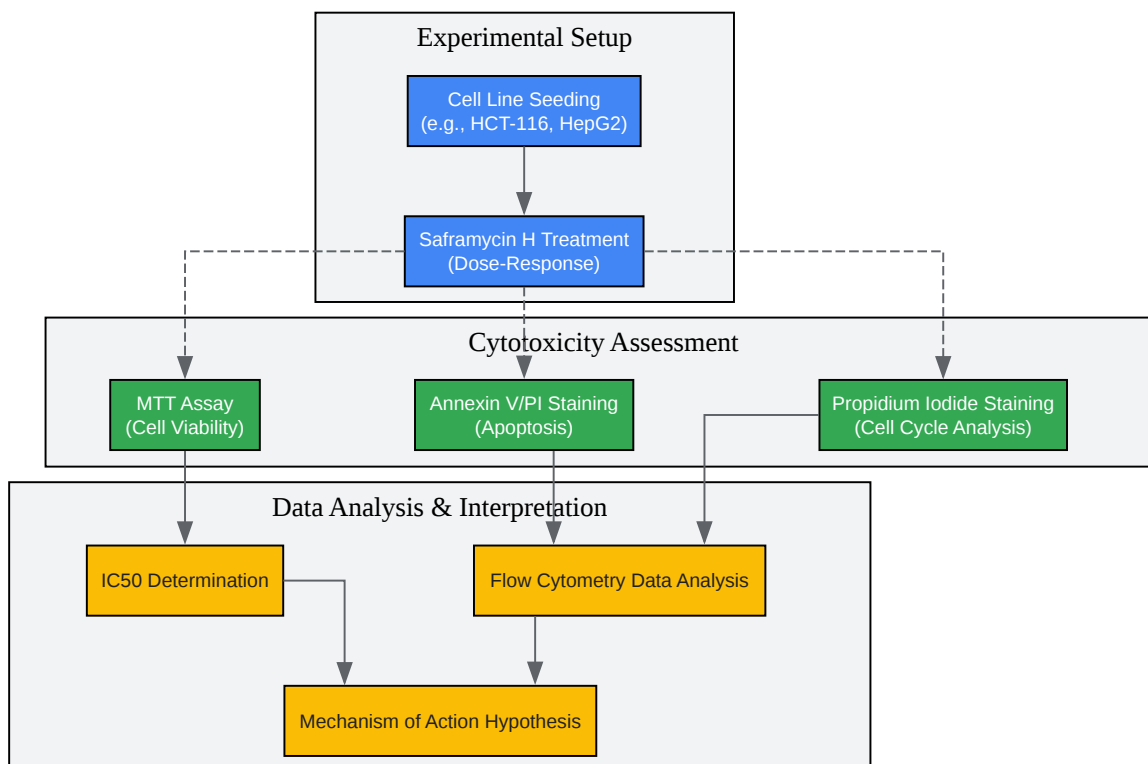 Experimental Setup
Cell Line Seeding
(e.g., HCT-116, HepG2)
Saframycin H Treatment
(Dose-Response)
Cytotoxicity Assessment
MTT Assay
(Cell Viability)
Annexin V/PI Staining
(Apoptosis)
Propidium Iodide Staining
(Cell Cycle Analysis)
Data Analysis & Interpretation
IC50 Determination
Flow Cytometry Data Analysis
Mechanism of Action Hypothesis